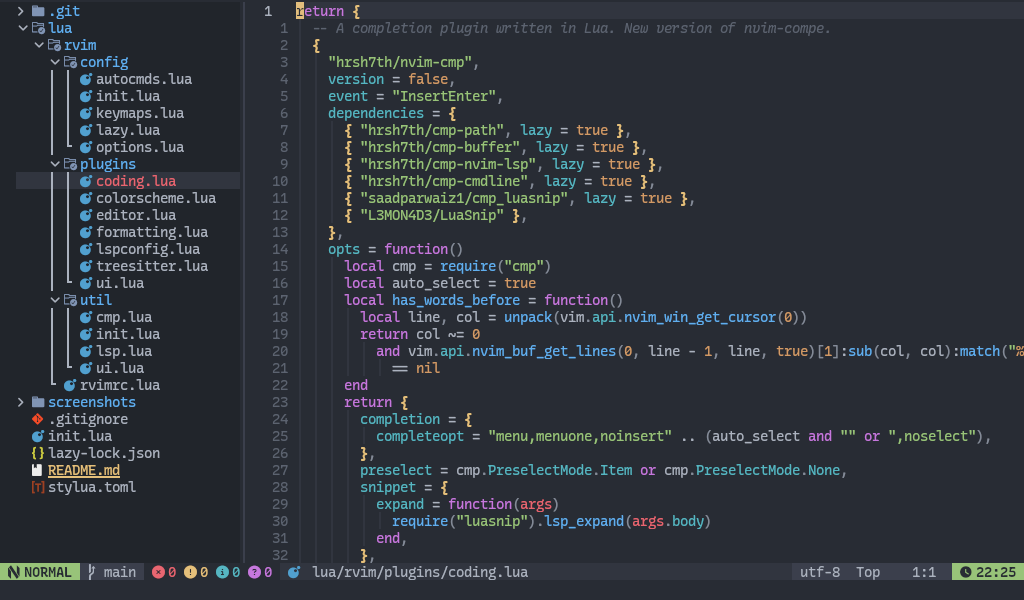 .git
lua
rvim
config
autocmds.lua
init.lua
keymaps.lua
lazy.lua
options.lua
plugins
coding.lua
colorscheme.lua
editor.lua
formatting.lua
lspconfig.lua
treesitter.lua
ui.lua
util
cmp.lua
init.lua
lsp.lua
ui.lua
rvimrc.lua
screenshots
.gitignore
init.lua
lazy-lock.json
README.md
stylua.toml
1 return {
1 -- A completion plugin written in Lua. New version of nvim-compe.
2 {
3 "hrsh7th/nvim-cmp",
4 version = false,
5 event = "InsertEnter",
6 dependencies = {
7 { "hrsh7th/cmp-path", lazy = true },
8 { "hrsh7th/cmp-buffer", lazy = true },
9 { "hrsh7th/cmp-nvim-lsp", lazy = true },
10 { "hrsh7th/cmp-cmdline", lazy = true },
11 { "saadparwaiz1/cmp_luasnip", lazy = true },
12 { "L3MON4D3/LuaSnip" },
13 },
14 opts = function()
15 local cmp = require("cmp")
16 local auto_select = true
17 local has_words_before = function()
18 local line, col = unpack(vim.api.nvim_win_get_cursor(0))
19 return col ~= 0
20 and vim.api.nvim_buf_get_lines(0, line - 1, line, true)[1]:sub(col, col):match("%
21 == nil
22 end
23 return {
24 completion = {
25 completeopt = "menu,menuone,noinsert" .. (auto_select and "" or ",noselect"),
26 },
27 preselect = cmp.PreselectMode.Item or cmp.PreselectMode.None,
28 snippet = {
29 expand = function(args)
30 require("luasnip").lsp_expand(args.body)
31 end,
32 },
NORMAL main 0 0 0 0 lua/rvim/plugins/coding.lua utf-8 Top 1:1 22:25